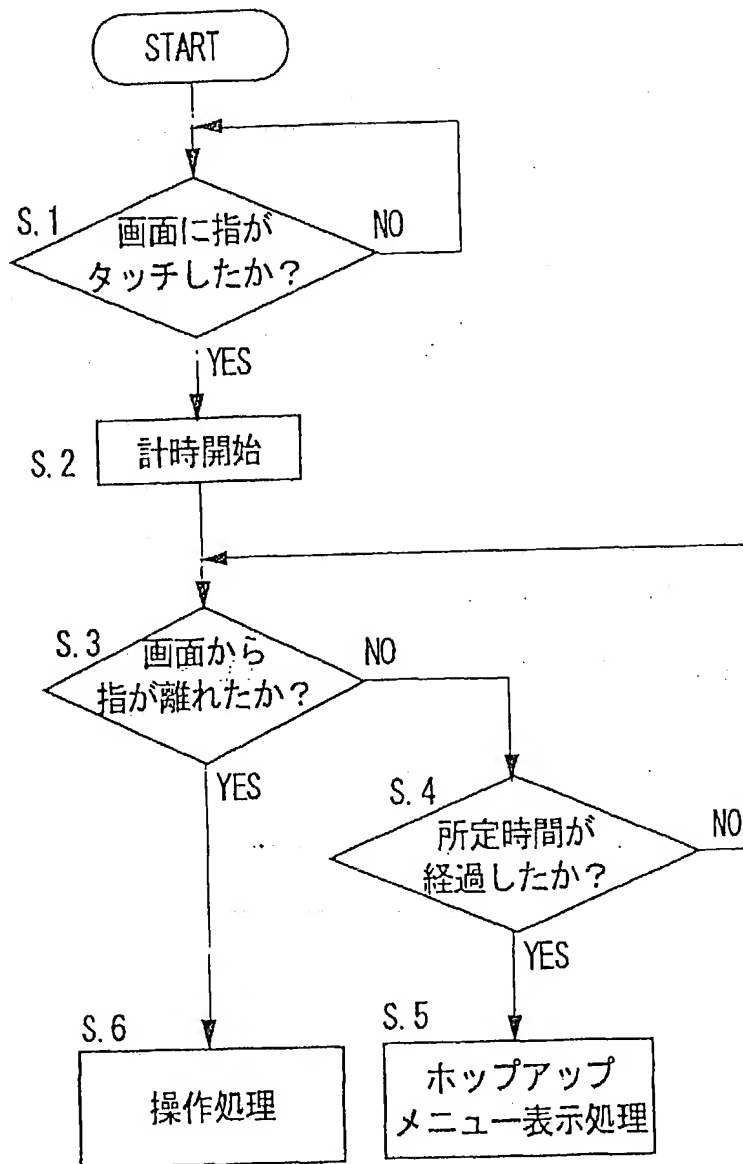 START
S.1
画面に指が
タッチしたか？
NO
YES
S.2
計時開始
S.3
画面から
指が離れたか？
NO
YES
S.4
所定時間が
経過したか？
NO
YES
S.6
操作処理
S.5
ホップアップ
メニュー表示処理